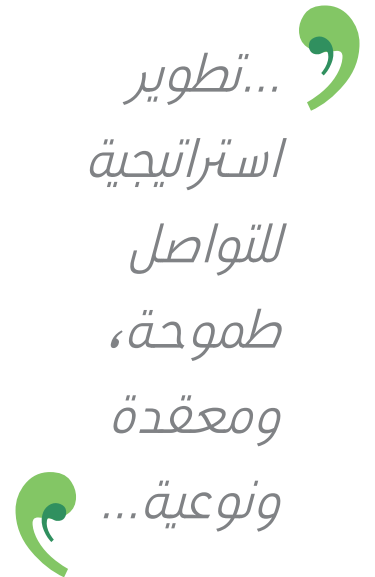 ...تطوير
استراتيجية
للتواصل
طموحة،
ومعقدة
ونوعية...